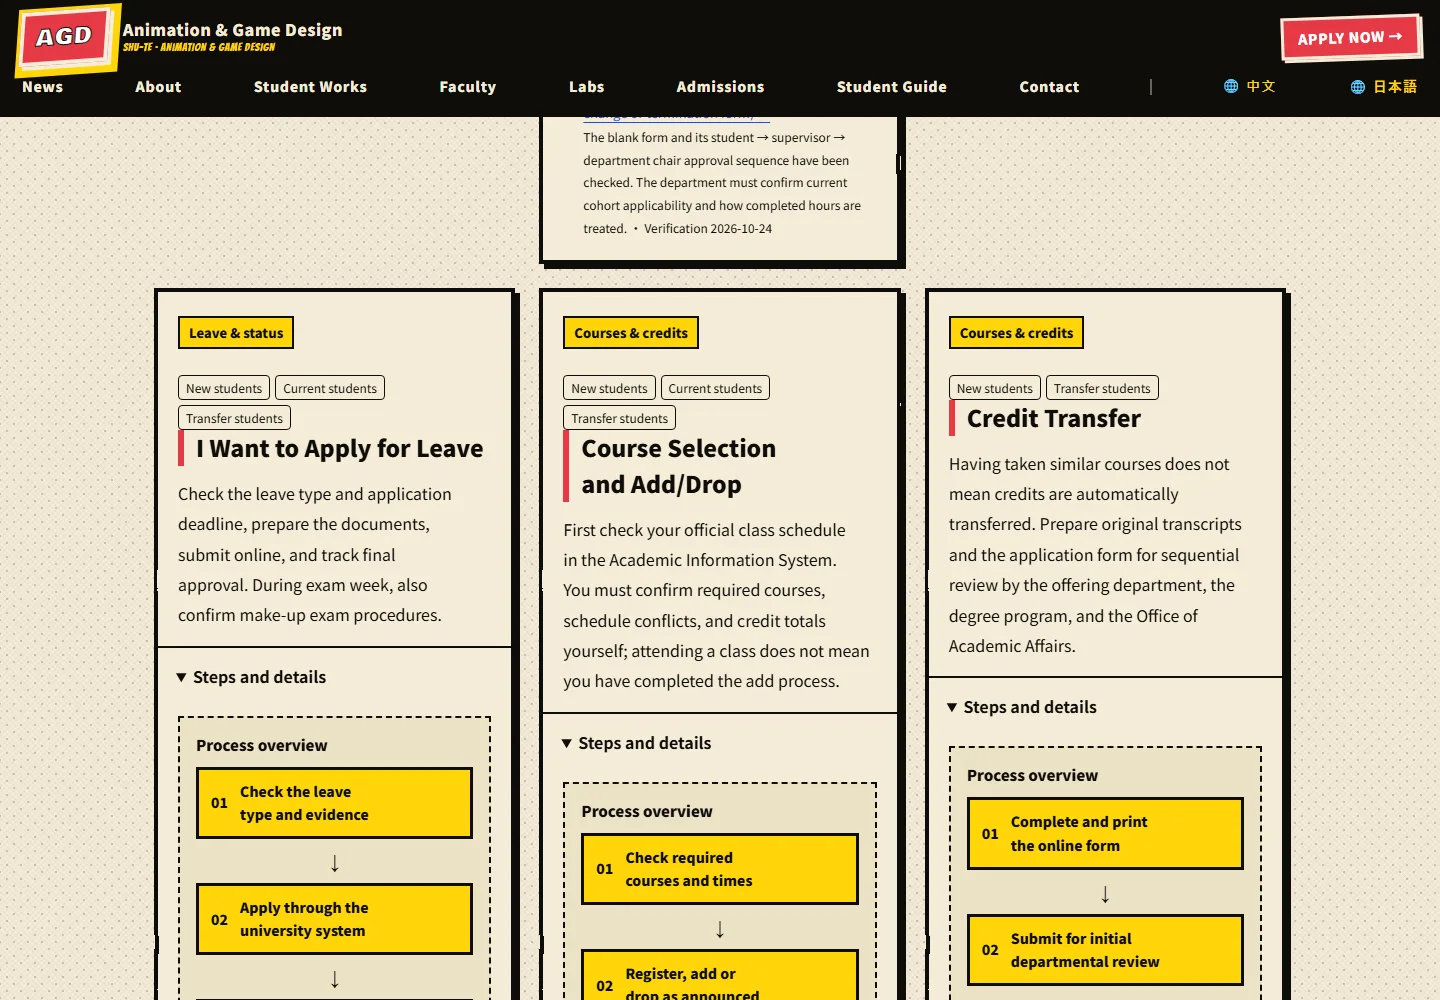 AGD
Animation & Game Design
SHU-TE · ANIMATION & GAME DESIGN
APPLY NOW →
News
About
Student Works
Faculty
Labs
Admissions
Student Guide
Contact
中文
日本語
The blank form and its student → supervisor →
department chair approval sequence have been
checked. The department must confirm current
cohort applicability and how completed hours are
treated. • Verification 2026-10-24
Leave & status
New students
Current students
Transfer students
I Want to Apply for Leave
Check the leave type and application
deadline, prepare the documents,
submit online, and track final
approval. During exam week, also
confirm make-up exam procedures.
▼ Steps and details
Process overview
01
Check the leave
type and evidence
↓
02
Apply through the
university system
↓
Courses & credits
New students
Current students
Transfer students
Course Selection
and Add/Drop
First check your official class schedule
in the Academic Information System.
You must confirm required courses,
schedule conflicts, and credit totals
yourself; attending a class does not mean
you have completed the add process.
▼ Steps and details
Process overview
01
Check required
courses and times
↓
02
Register, add or
drop as announced
Courses & credits
New students
Transfer students
Credit Transfer
Having taken similar courses does not
mean credits are automatically
transferred. Prepare original transcripts
and the application form for sequential
review by the offering department, the
degree program, and the Office of
Academic Affairs.
▼ Steps and details
Process overview
01
Complete and print
the online form
↓
02
Submit for initial
departmental review